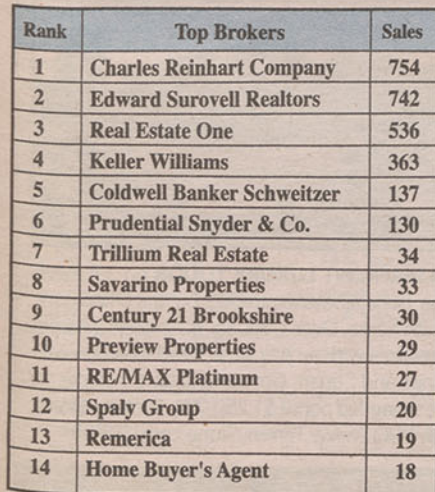 Rank Top Brokers Sales
1 Charles Reinhart Company 754
2 Edward Surovell Realtors 742
3 Real Estate One 536
4 Keller Williams 363
5 Coldwell Banker Schweitzer 137
6 Prudential Snyder & Co. 130
7 Trillium Real Estate 34
8 Savarino Properties 33
9 Century 21 Brookshire 30
10 Preview Properties 29
11 RE/MAX Platinum 27
12 Spaly Group 20
13 Remerica 19
14 Home Buyer's Agent 18